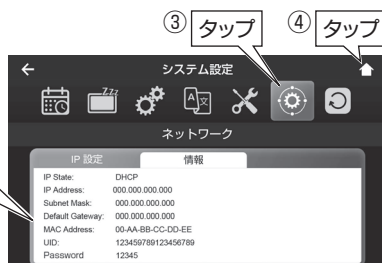 ③ タップ ④ タップ
システム設定
zzz
A 文
ネットワーク
IP 設定 情報
IP State: DHCP
IP Address: 000.000.000.000
Subnet Mask: 000.000.000.000
Default Gateway: 000.000.000.000
MAC Address: 00-AA-BB-CC-DD-EE
UID: 123459789123456789
Password 12345